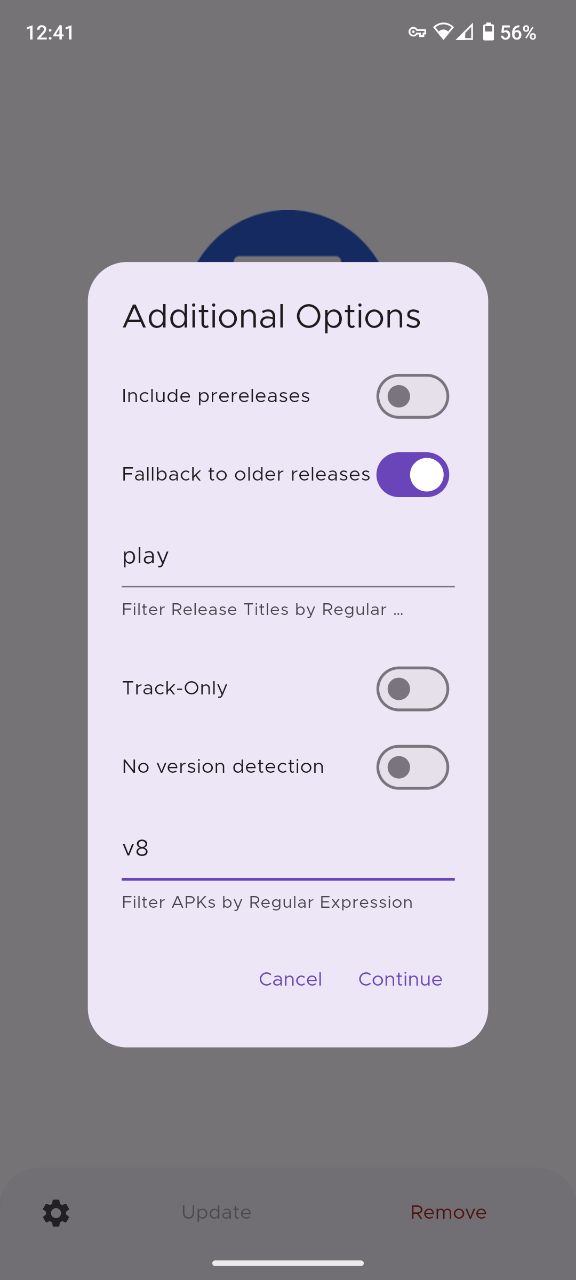 12:41
56%
Additional Options
Include prereleases
Fallback to older releases
play
Filter Release Titles by Regular ...
Track-Only
No version detection
v8
Filter APKs by Regular Expression
Cancel Continue
Update Remove